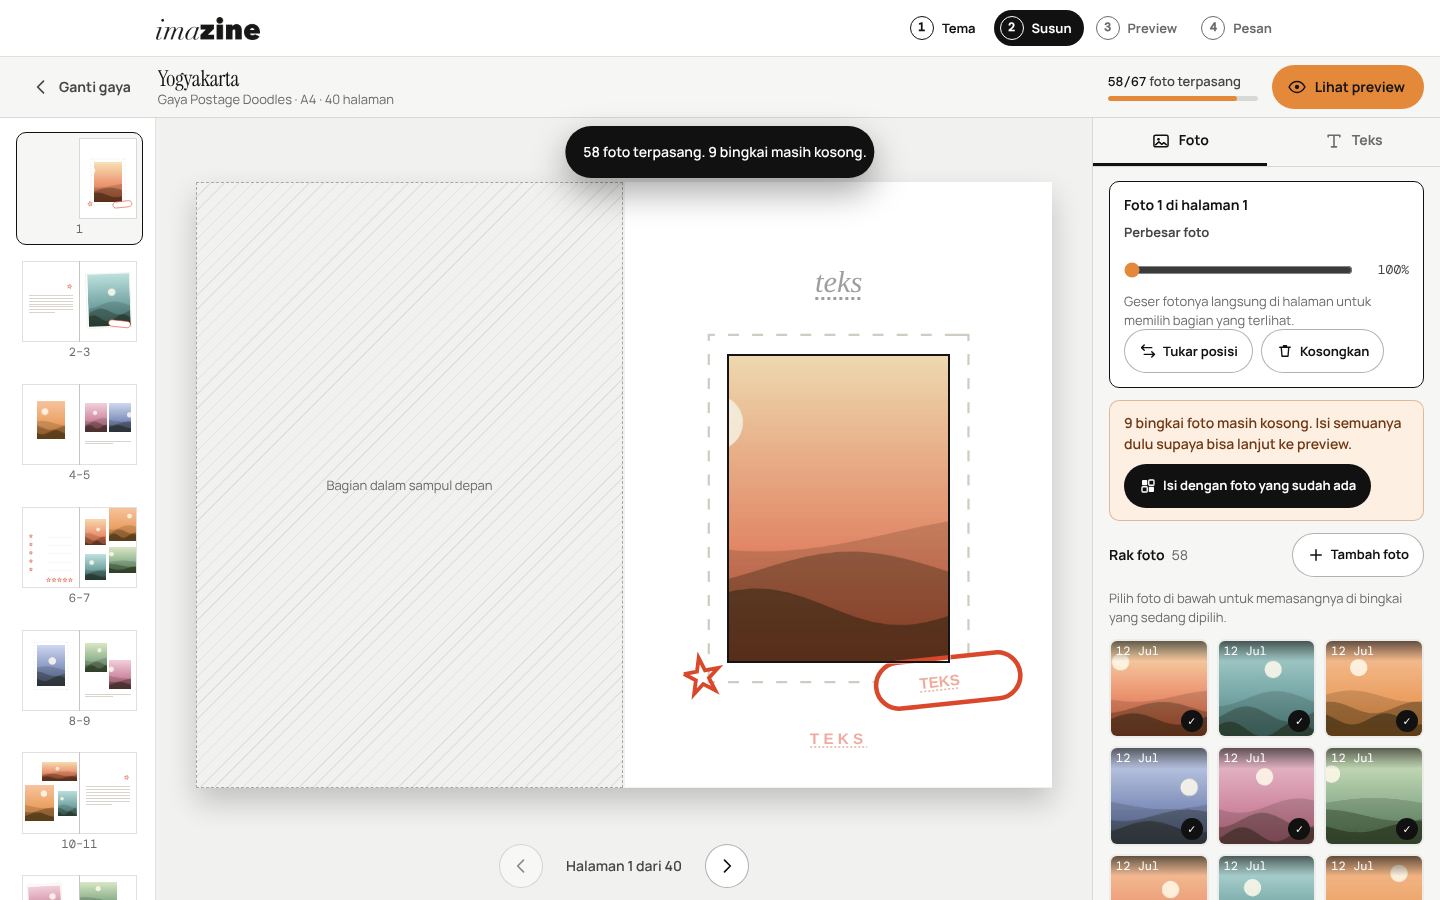 imazine
1 Tema
2 Susun
3 Preview
4 Pesan
Ganti gaya
Yogyakarta
Gaya Postage Doodles · A4 · 40 halaman
58/67 foto terpasang
Lihat preview
1
2–3
4–5
6–7
8–9
10–11
58 foto terpasang. 9 bingkai masih kosong.
Bagian dalam sampul depan
teks
TEKS
TEKS
Halaman 1 dari 40
Foto
Teks
Foto 1 di halaman 1
Perbesar foto
100%
Geser fotonya langsung di halaman untuk
memilih bagian yang terlihat.
Tukar posisi
Kosongkan
9 bingkai foto masih kosong. Isi semuanya
dulu supaya bisa lanjut ke preview.
Isi dengan foto yang sudah ada
Rak foto 58
Tambah foto
Pilih foto di bawah untuk memasangnya di bingkai
yang sedang dipilih.
12 Jul
12 Jul
12 Jul
12 Jul
12 Jul
12 Jul
12 Jul
12 Jul
12 Jul